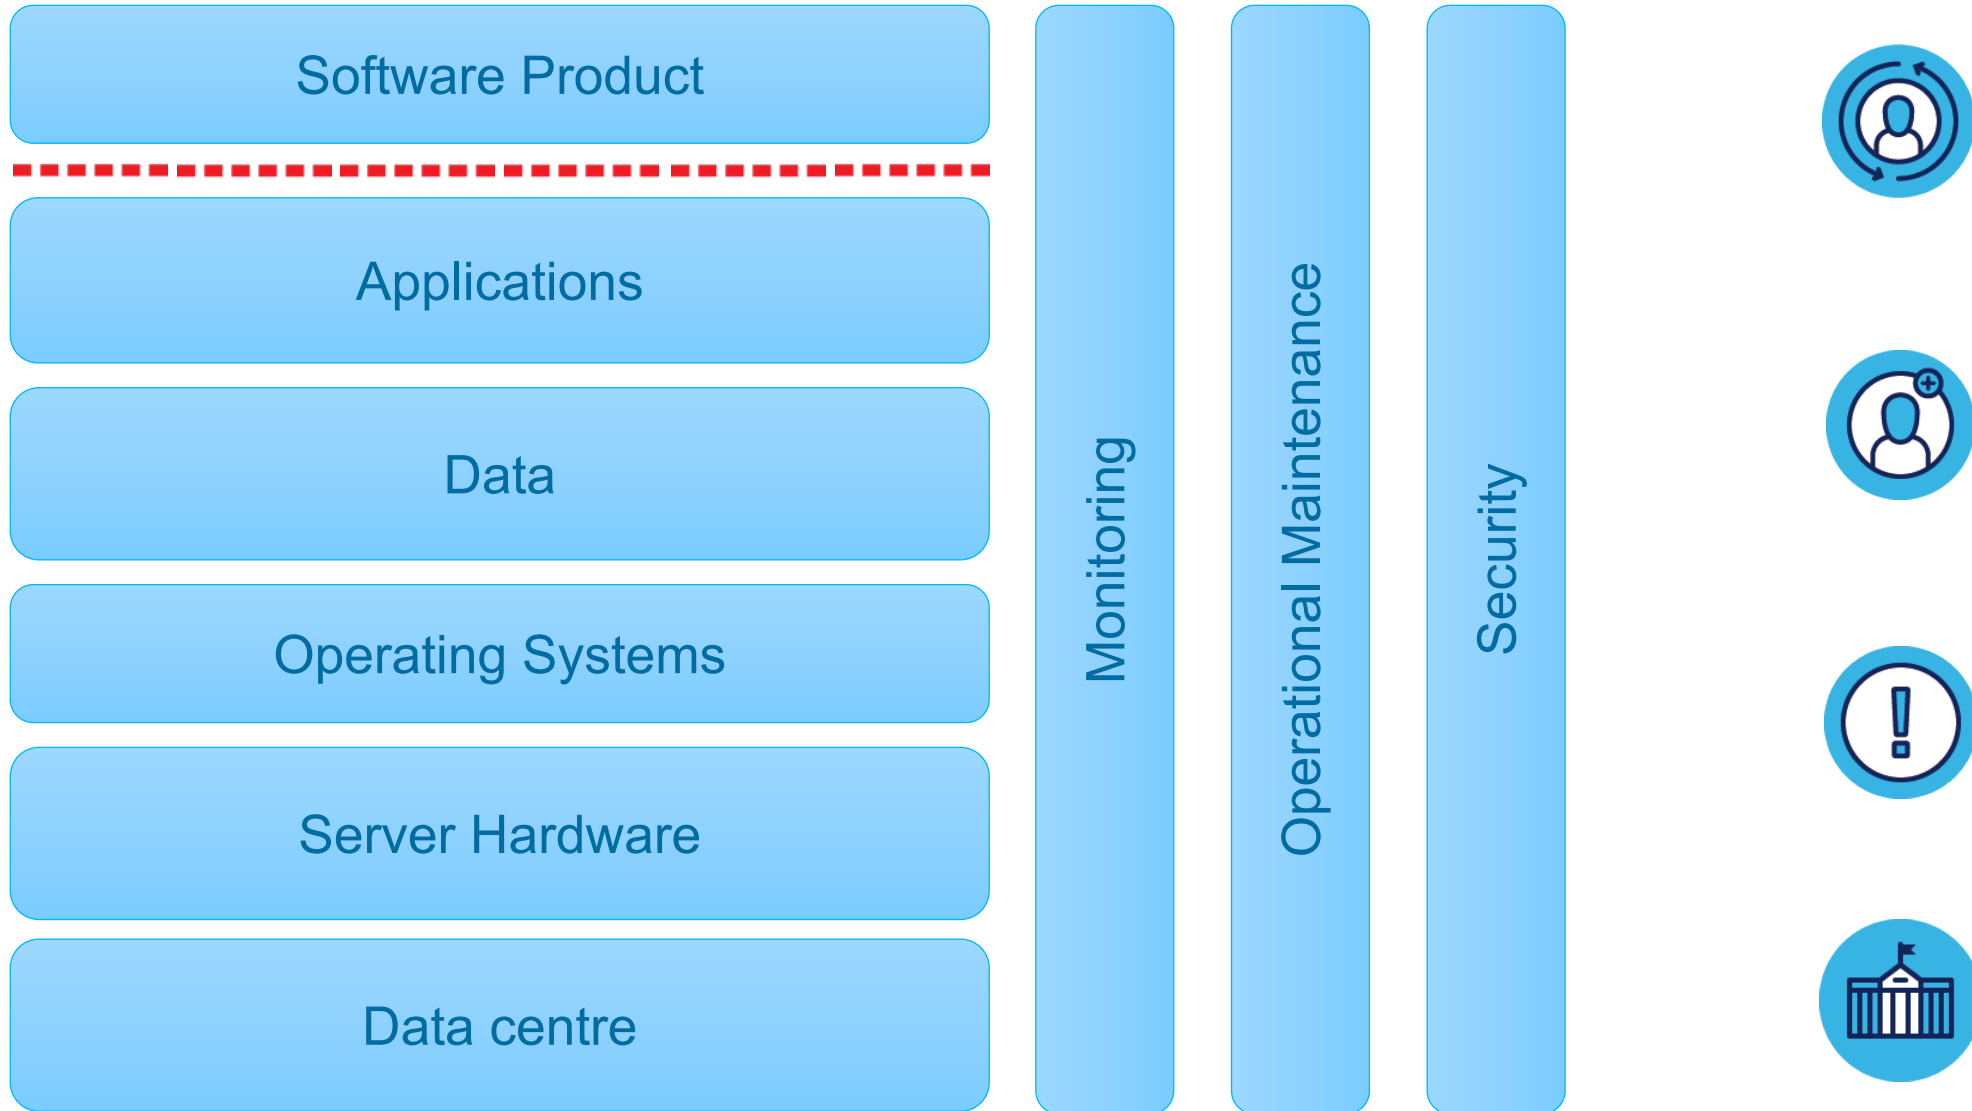 Software Product
Applications
Data
Operating Systems
Server Hardware
Data centre
Monitoring
Operational Maintenance
Security